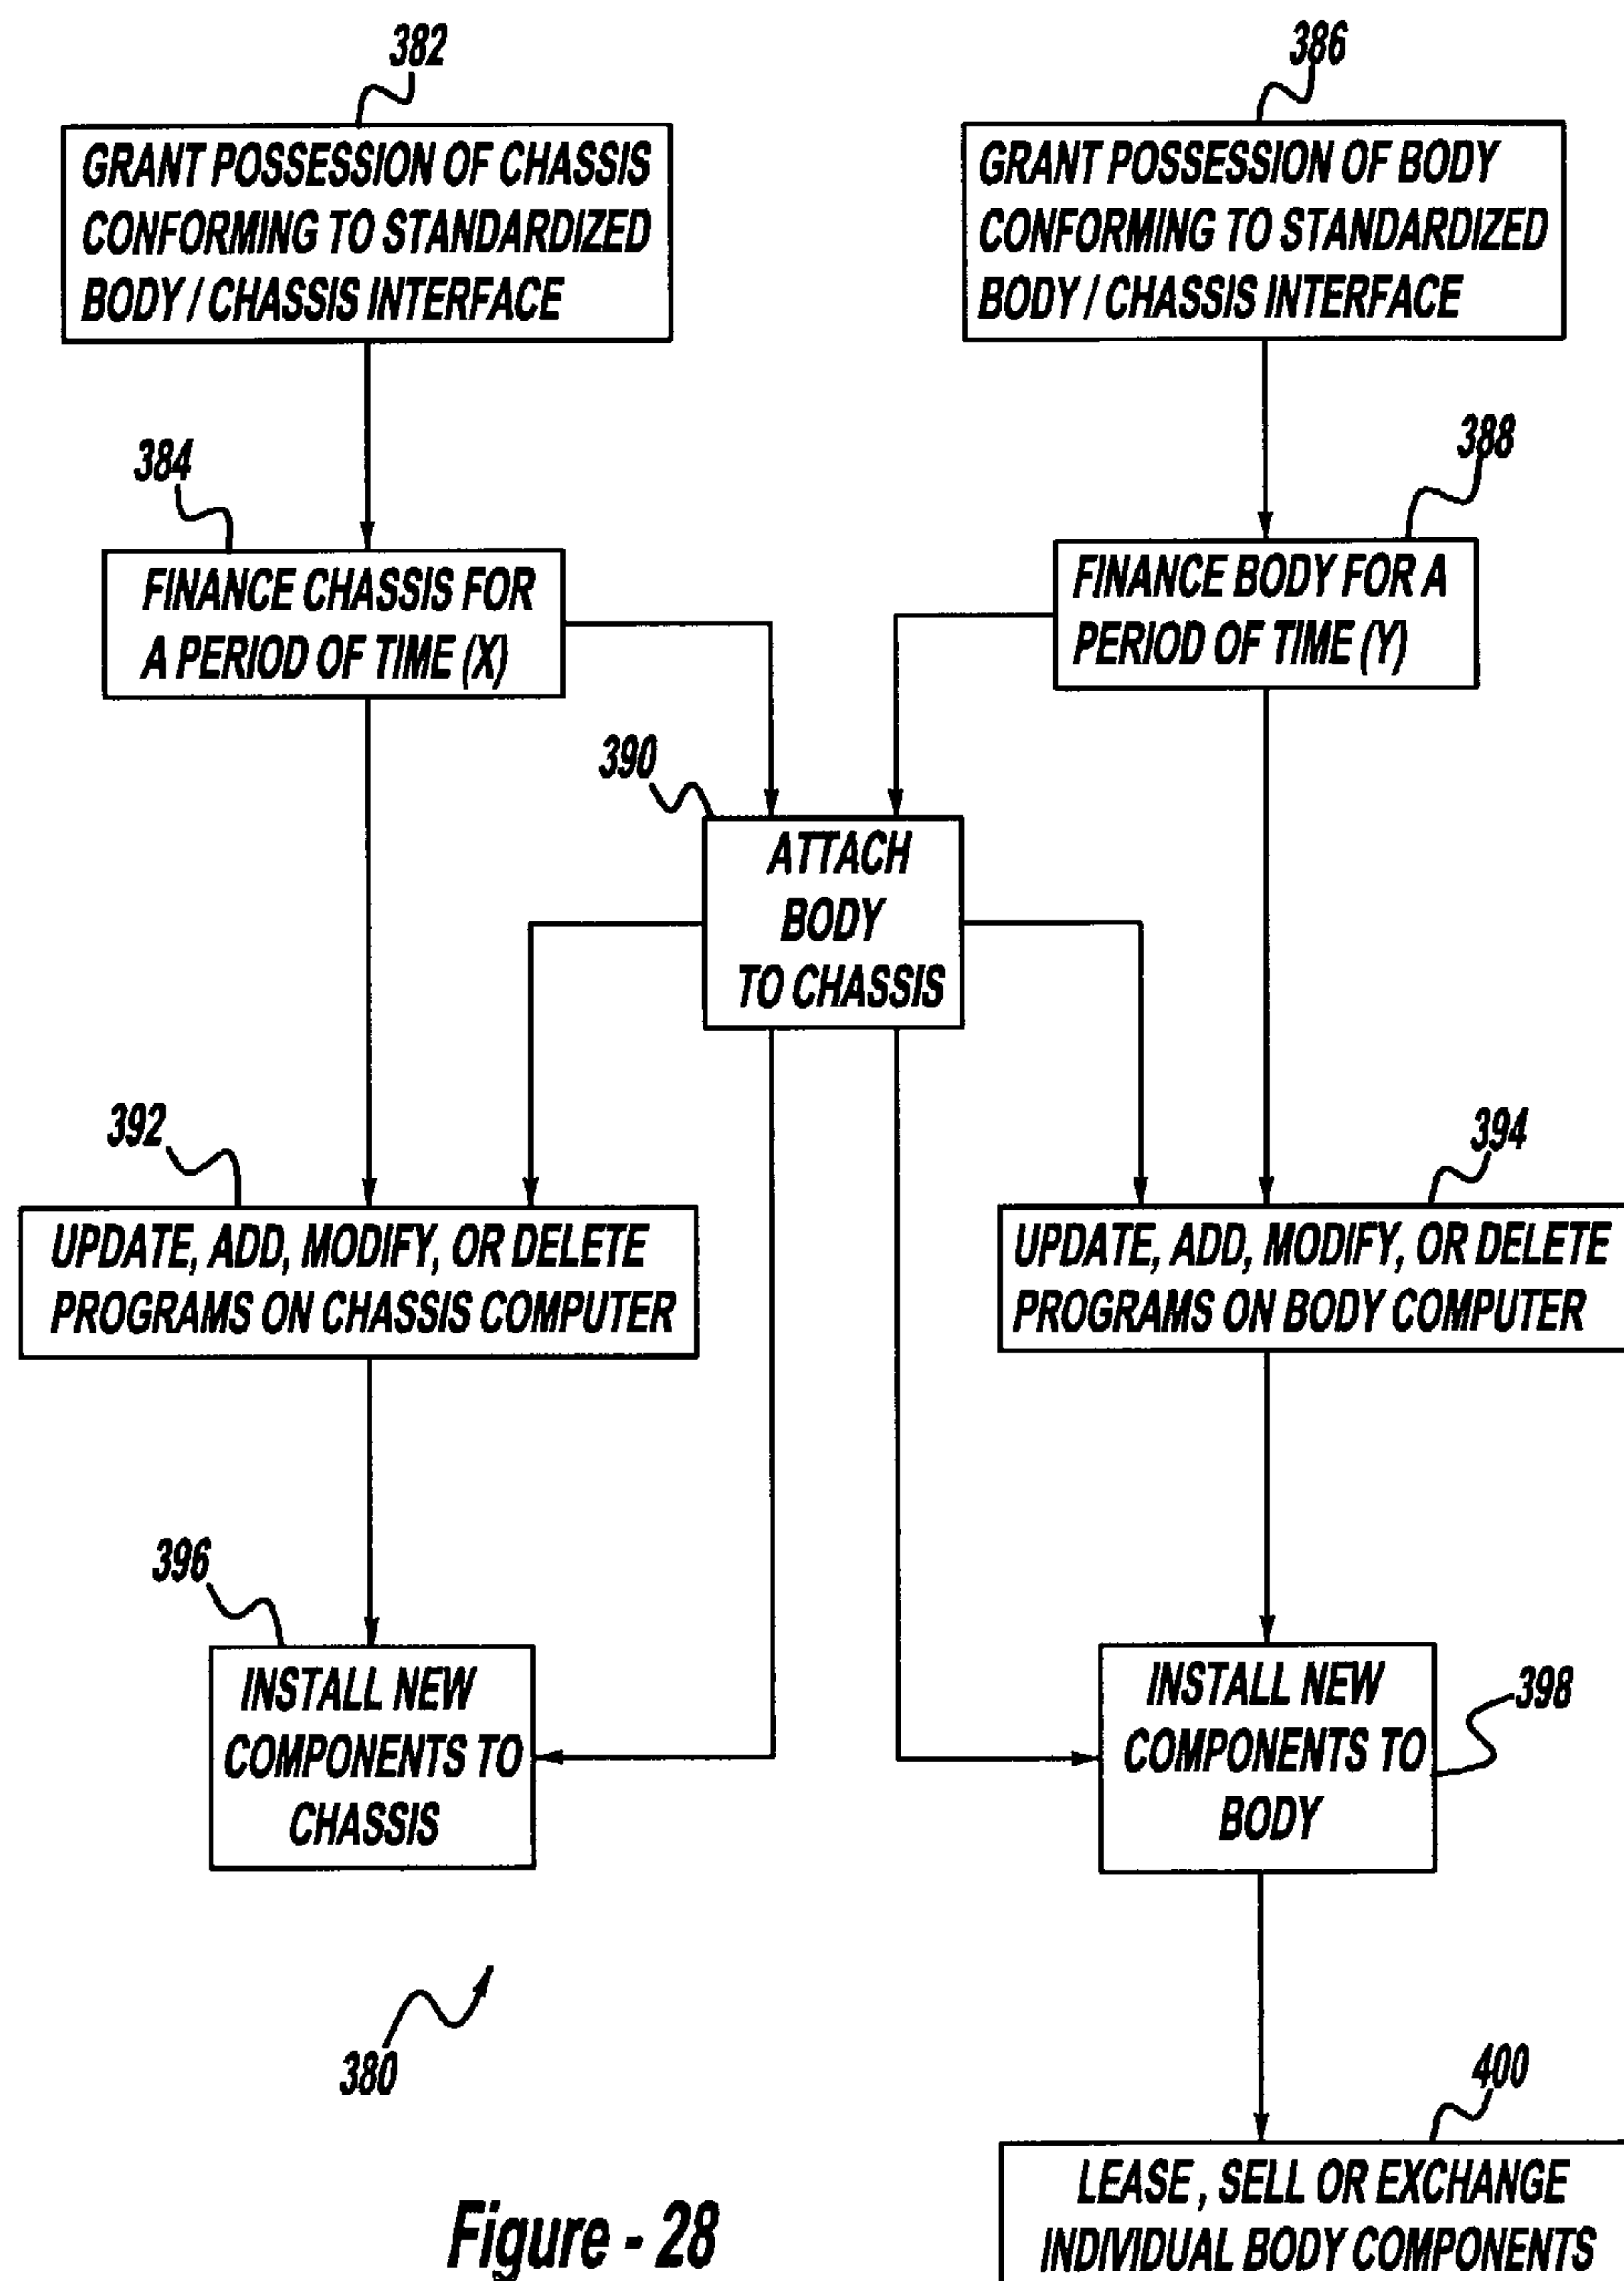 382
GRANT POSSESSION OF CHASSIS
CONFORMING TO STANDARDIZED
BODY / CHASSIS INTERFACE
386
GRANT POSSESSION OF BODY
CONFORMING TO STANDARDIZED
BODY / CHASSIS INTERFACE
384
FINANCE CHASSIS FOR
A PERIOD OF TIME (X)
388
FINANCE BODY FOR A
PERIOD OF TIME (Y)
390
ATTACH
BODY
TO CHASSIS
392
UPDATE, ADD, MODIFY, OR DELETE
PROGRAMS ON CHASSIS COMPUTER
394
UPDATE, ADD, MODIFY, OR DELETE
PROGRAMS ON BODY COMPUTER
396
INSTALL NEW
COMPONENTS TO
CHASSIS
INSTALL NEW
COMPONENTS TO
BODY
398
380
400
LEASE , SELL OR EXCHANGE
INDIVIDUAL BODY COMPONENTS
Figure - 28